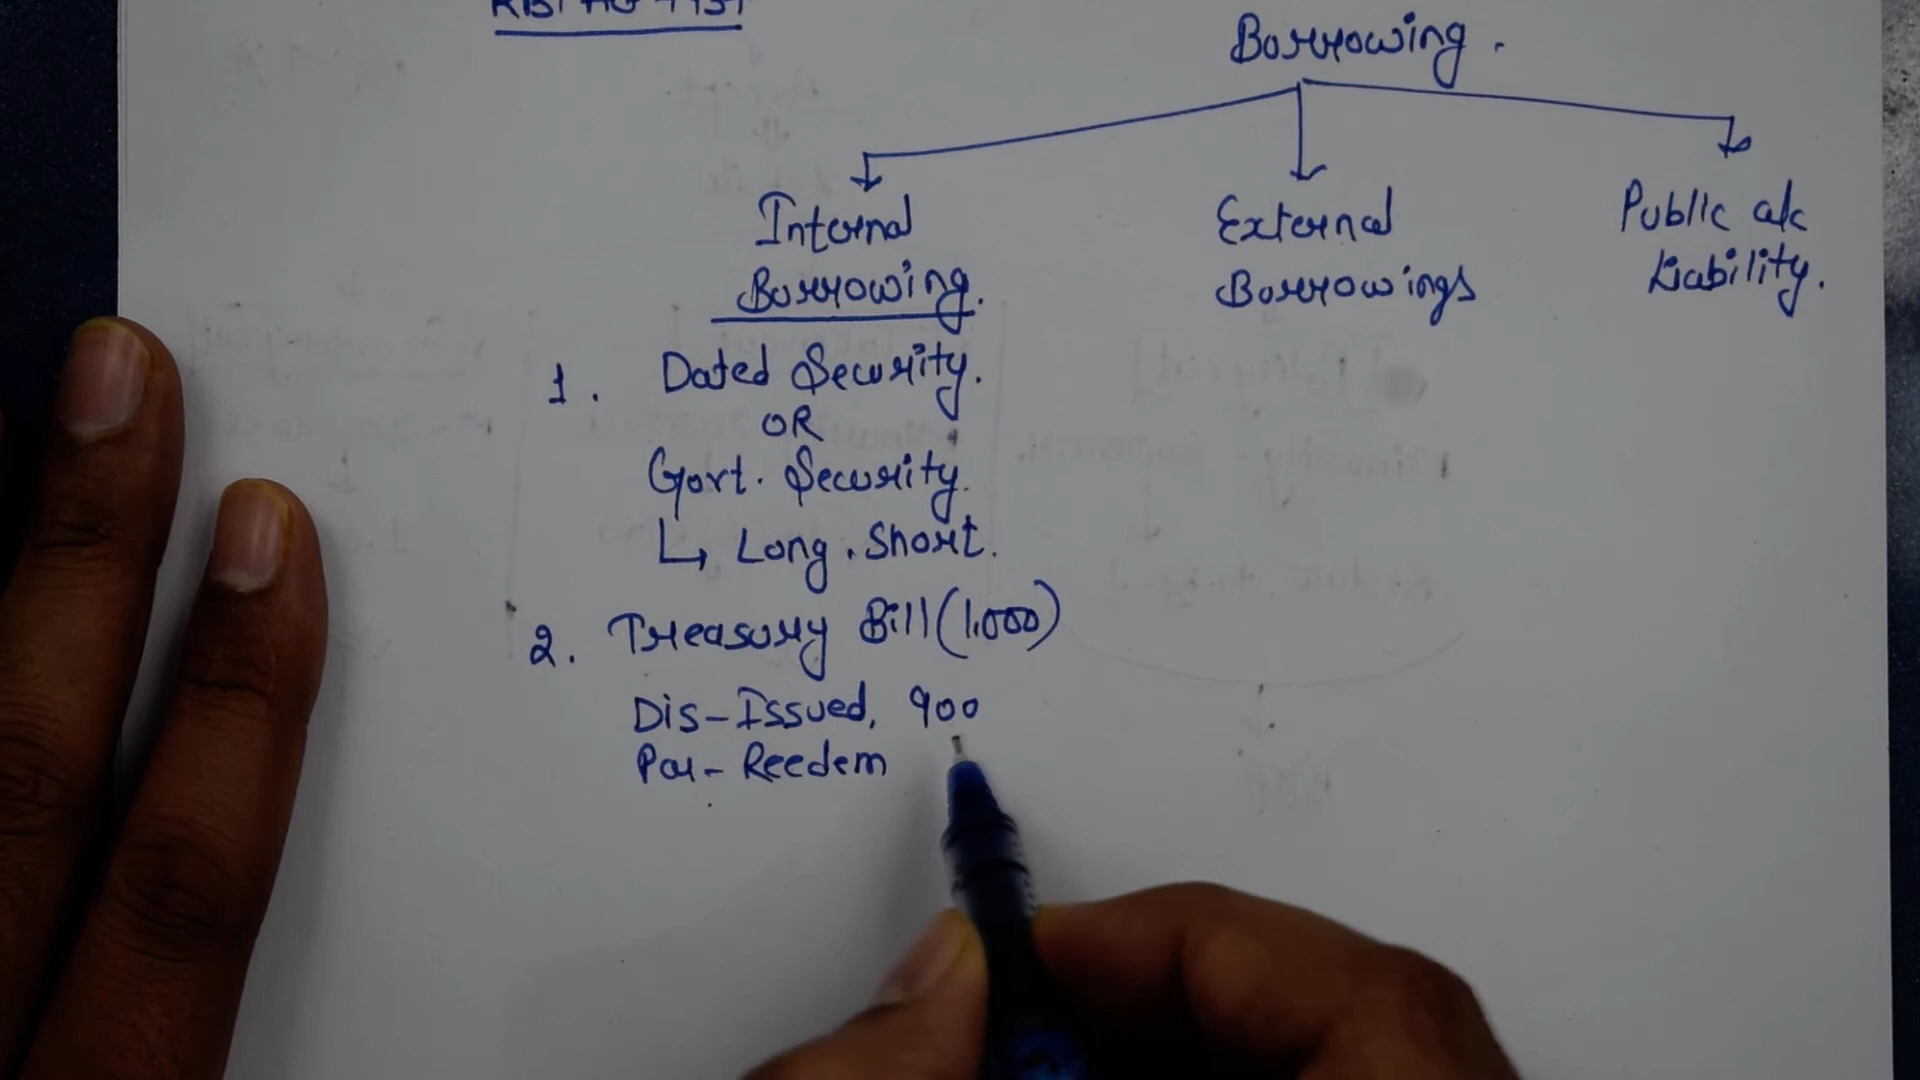 Borrowing.
Internal
Borrowing.
External
Borrowings
Public a/c
Liability.
1. Dated Security.
OR
Govt. Security.
↳ Long. Short.
2. Treasury Bill (1,000)
Dis-Issued, 900
Par- Reedem